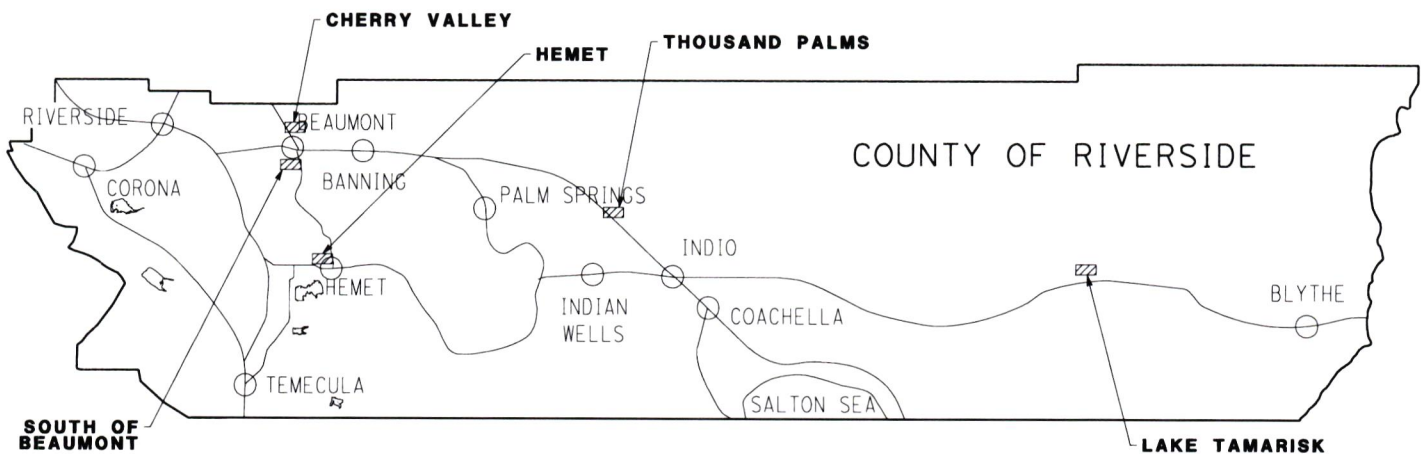 CHERRY VALLEY
HEMET
THOUSAND PALMS
RIVERSIDE
BEAUMONT
COUNTY OF RIVERSIDE
CORONA
BANNING
PALM SPRINGS
INDIO
HEMET
INDIAN
WELLS
COACHELLA
BLYTHE
TEMECULA
SALTON SEA
SOUTH OF
BEAUMONT
LAKE TAMARISK